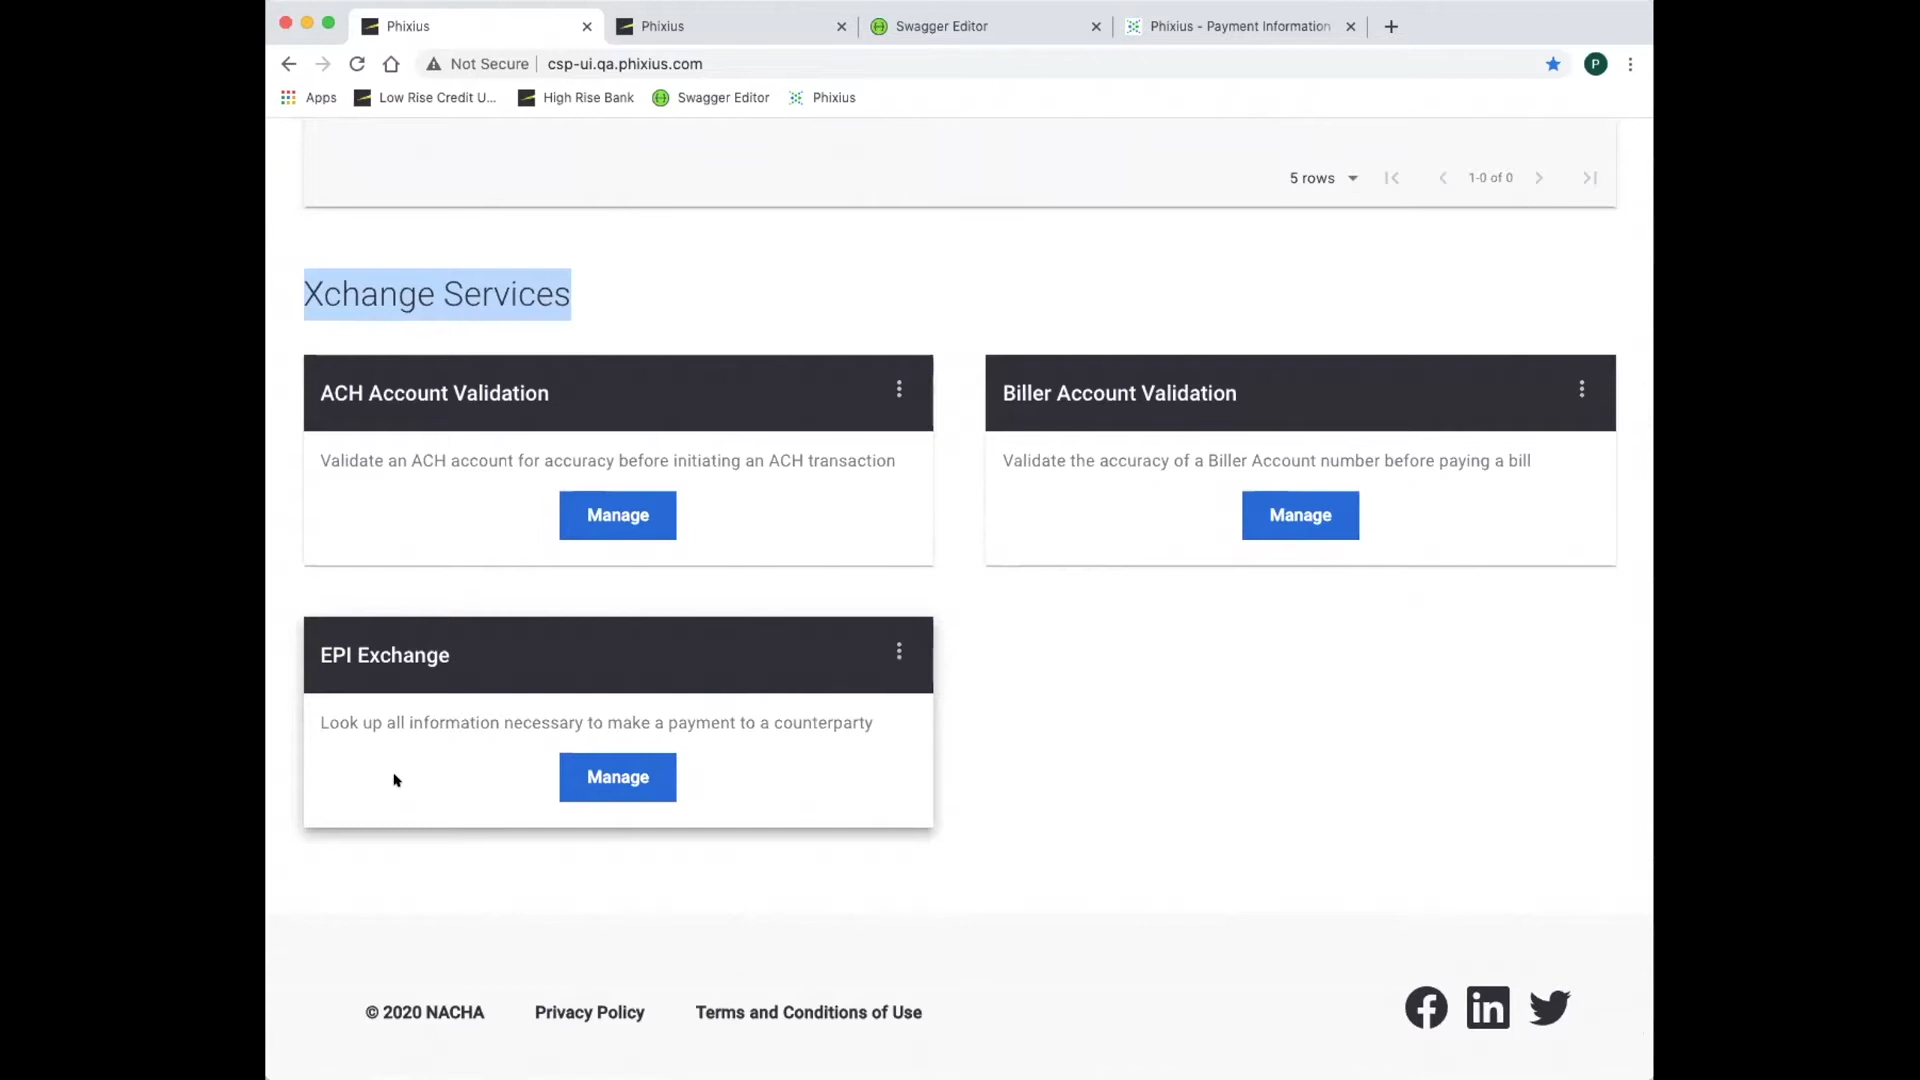 Phixius
Phixius
Swagger Editor
Phixius - Payment Information
Not Secure
csp-ui.qa.phixius.com
P
Apps
Low Rise Credit U...
High Rise Bank
Swagger Editor
Phixius
5 rows
1-0 of 0
Xchange Services
ACH Account Validation
Validate an ACH account for accuracy before initiating an ACH transaction
Manage
Biller Account Validation
Validate the accuracy of a Biller Account number before paying a bill
Manage
EPI Exchange
Look up all information necessary to make a payment to a counterparty
Manage
© 2020 NACHA
Privacy Policy
Terms and Conditions of Use